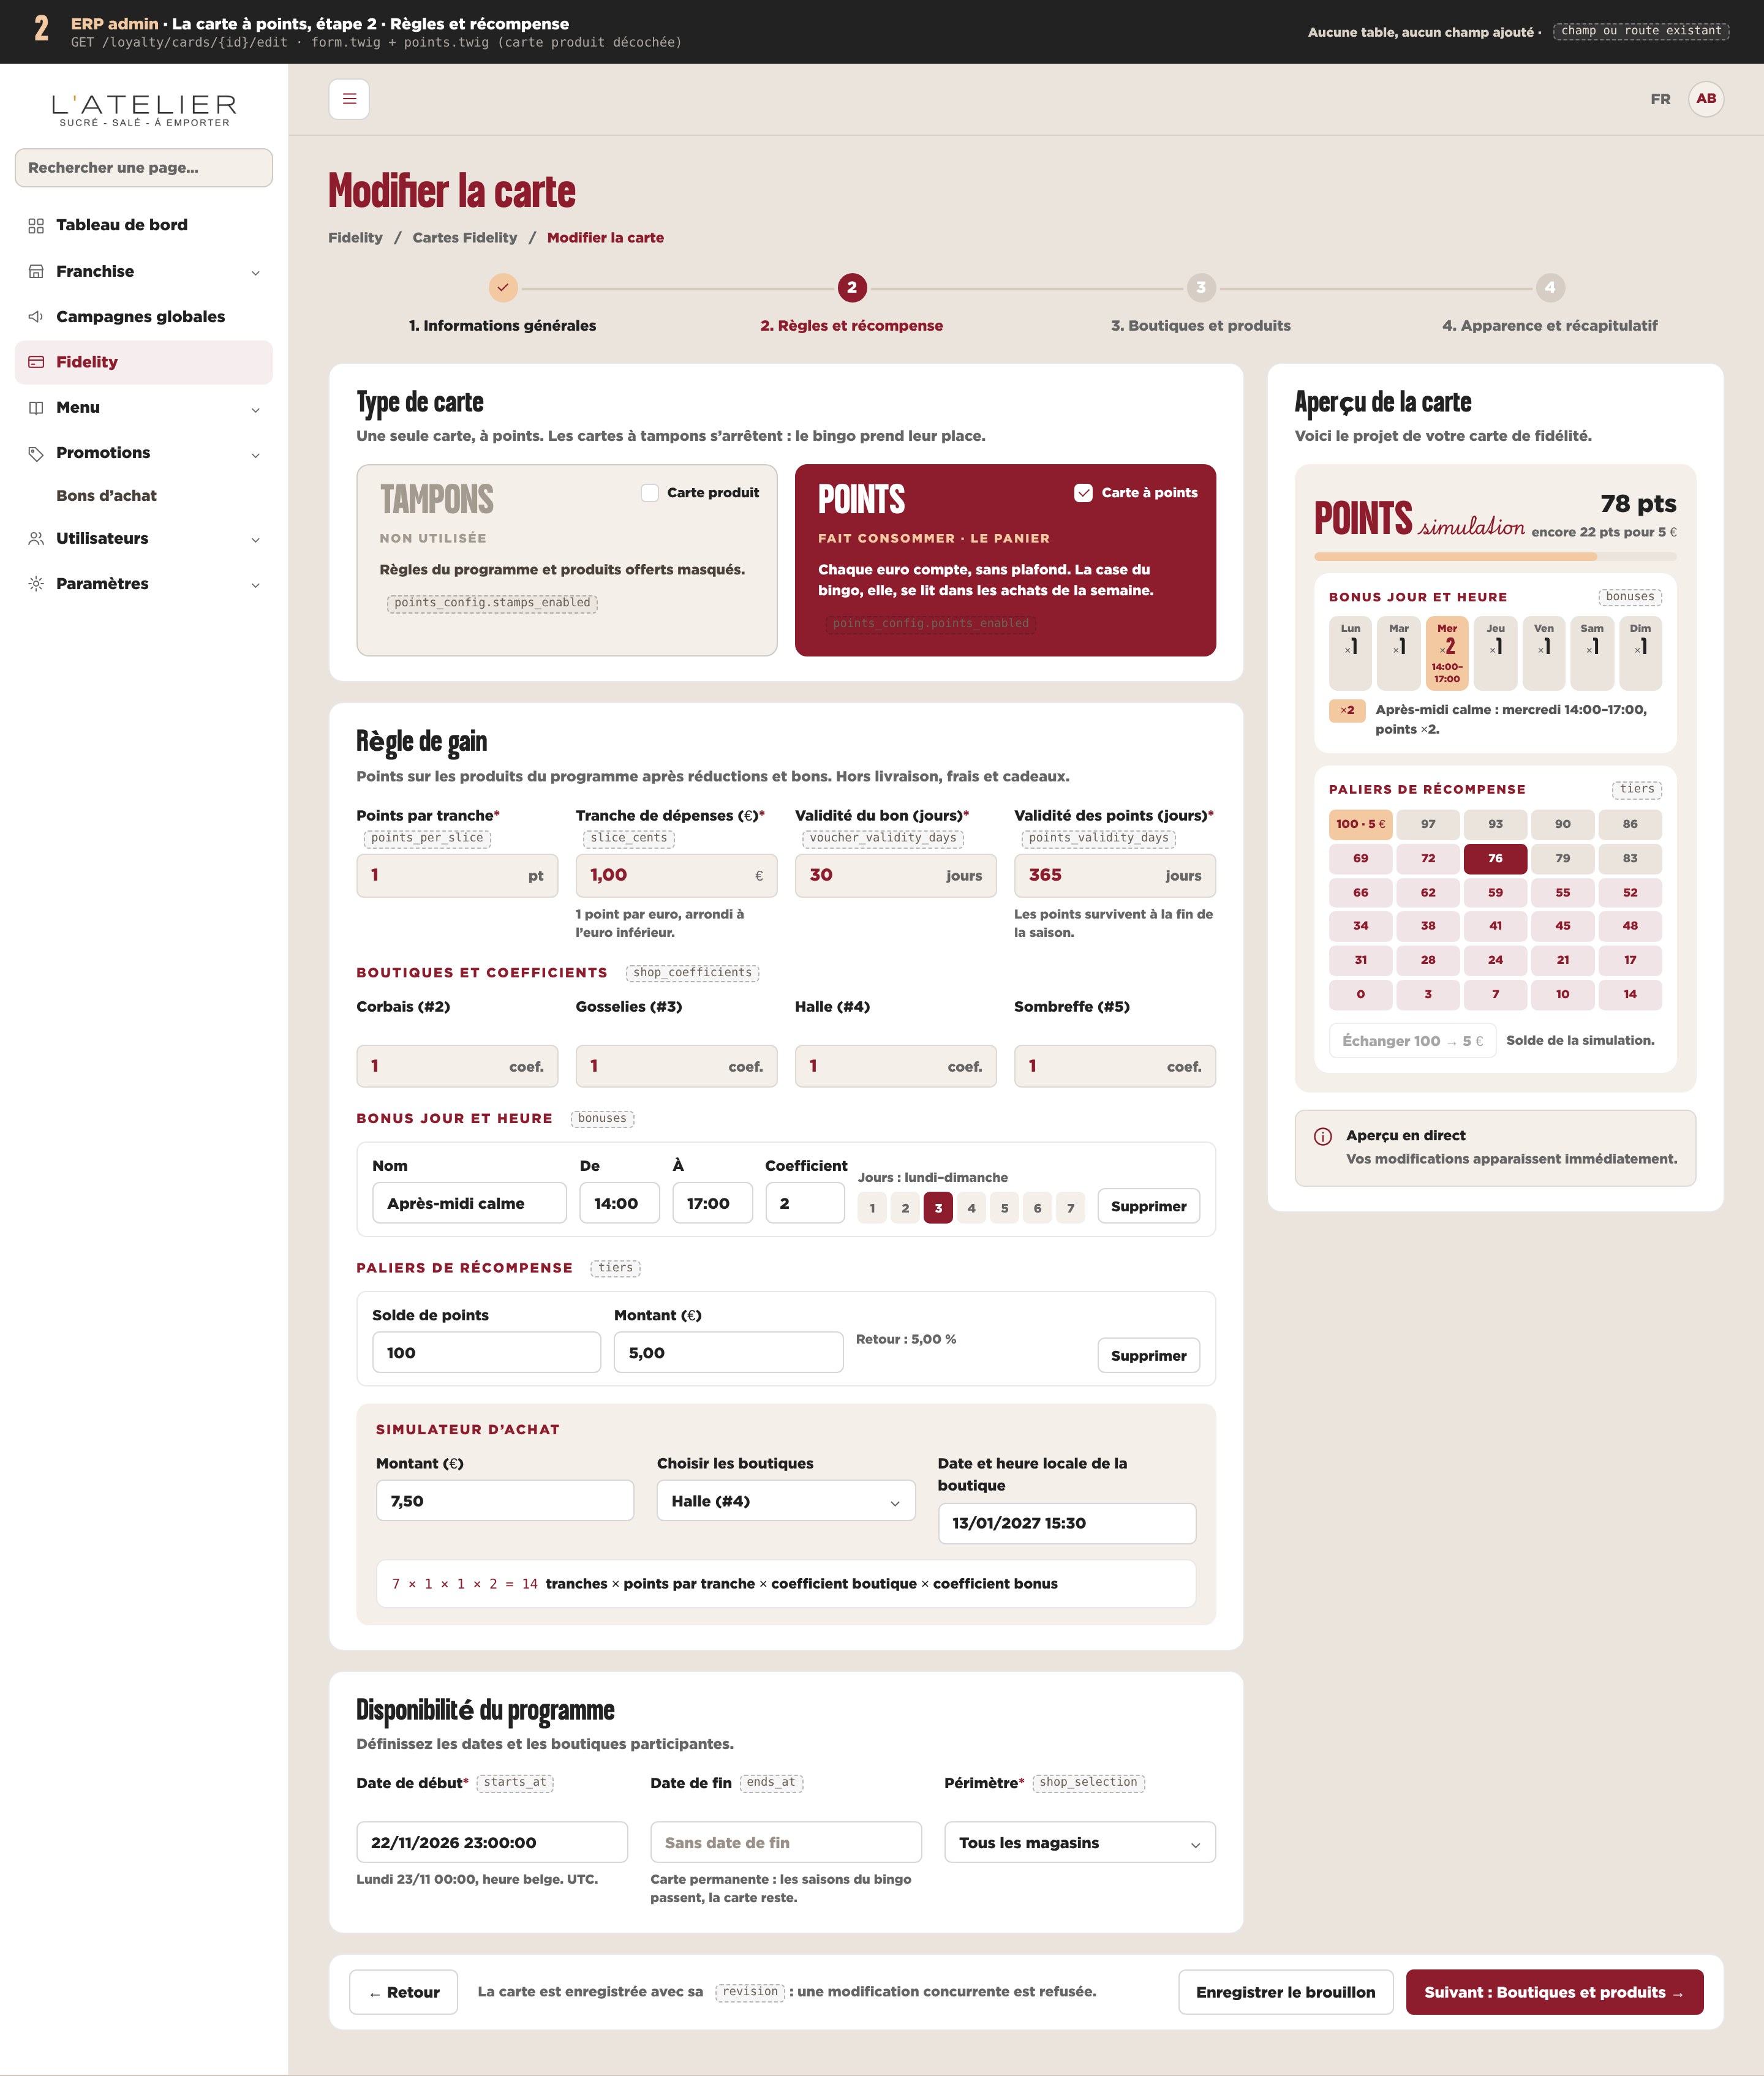 2
ERP admin · La carte à points, étape 2 · Règles et récompense
GET /loyalty/cards/{id}/edit · form.twig + points.twig (carte produit décochée)
Aucune table, aucun champ ajouté · champ ou route existant
L'ATELIER
SUCRÉ - SALÉ - Á EMPORTER
Rechercher une page...
Tableau de bord
Franchise
Campagnes globales
Fidelity
Menu
Promotions
Bons d’achat
Utilisateurs
Paramètres
FR AB
Modifier la carte
Fidelity / Cartes Fidelity / Modifier la carte
2 3 4
1. Informations générales 2. Règles et récompense 3. Boutiques et produits 4. Apparence et récapitulatif
Type de carte
Une seule carte, à points. Les cartes à tampons s’arrêtent : le bingo prend leur place.
TAMPONS Carte produit
NON UTILISÉE
Règles du programme et produits offerts masqués.
points_config.stamps_enabled
POINTS Carte à points
FAIT CONSOMMER · LE PANIER
Chaque euro compte, sans plafond. La case du
bingo, elle, se lit dans les achats de la semaine.
points_config.points_enabled
Règle de gain
Points sur les produits du programme après réductions et bons. Hors livraison, frais et cadeaux.
Points par tranche* Tranche de dépenses (€)* Validité du bon (jours)* Validité des points (jours)*
points_per_slice slice_cents voucher_validity_days points_validity_days
1 pt 1,00 € 30 jours 365 jours
1 point par euro, arrondi à
l’euro inférieur.
Les points survivent à la fin de
la saison.
BOUTIQUES ET COEFFICIENTS shop_coefficients
Corbais (#2) Gosselies (#3) Halle (#4) Sombreffe (#5)
1 coef. 1 coef. 1 coef. 1 coef.
BONUS JOUR ET HEURE bonuses
Nom De À Coefficient Jours : lundi–dimanche
Après-midi calme 14:00 17:00 2 1 2 3 4 5 6 7 Supprimer
PALIERS DE RÉCOMPENSE tiers
Solde de points Montant (€)
100 5,00 Retour : 5,00 % Supprimer
SIMULATEUR D’ACHAT
Montant (€) Choisir les boutiques Date et heure locale de la
boutique
7,50 Halle (#4) 13/01/2027 15:30
7 × 1 × 1 × 2 = 14 tranches × points par tranche × coefficient boutique × coefficient bonus
Disponibilité du programme
Définissez les dates et les boutiques participantes.
Date de début* starts_at Date de fin ends_at Périmètre* shop_selection
22/11/2026 23:00:00 Sans date de fin Tous les magasins
Lundi 23/11 00:00, heure belge. UTC.
Carte permanente : les saisons du bingo
passent, la carte reste.
Aperçu de la carte
Voici le projet de votre carte de fidélité.
POINTS simulation
78 pts
encore 22 pts pour 5 €
BONUS JOUR ET HEURE bonuses
Lun Mar Mer Jeu Ven Sam Dim
×1 ×1 ×2 ×1 ×1 ×1 ×1
14:00–
17:00
×2 Après-midi calme : mercredi 14:00–17:00,
points ×2.
PALIERS DE RÉCOMPENSE tiers
100 · 5 € 97 93 90 86
69 72 76 79 83
66 62 59 55 52
34 38 41 45 48
31 28 24 21 17
0 3 7 10 14
Échanger 100 → 5 € Solde de la simulation.
Aperçu en direct
Vos modifications apparaissent immédiatement.
← Retour La carte est enregistrée avec sa revision : une modification concurrente est refusée. Enregistrer le brouillon Suivant : Boutiques et produits →